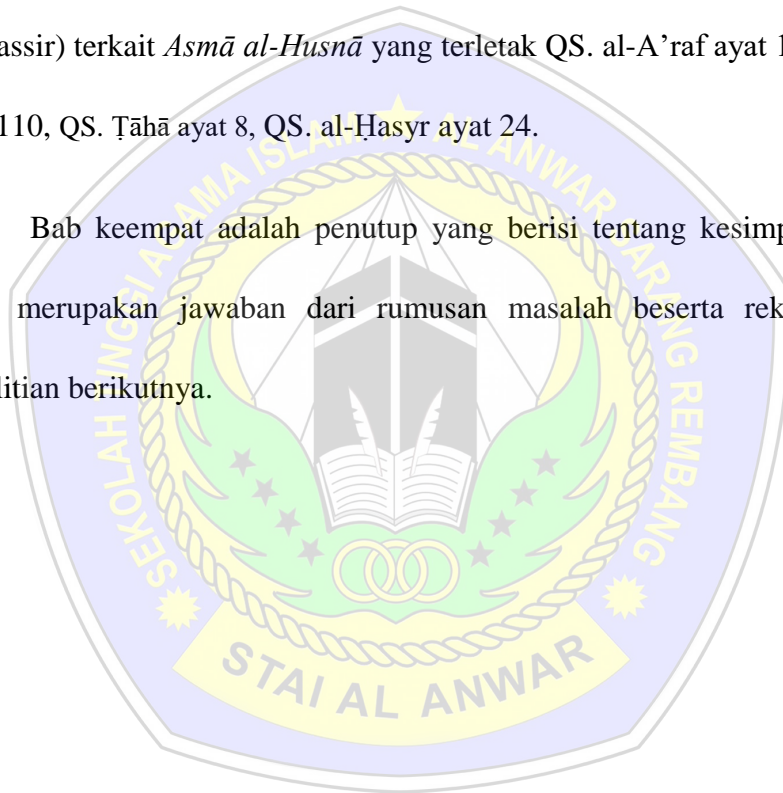 assir) terkait Asmā al-Husnā yang terletak QS. al-A’raf ayat 1
110, QS. Ṭāhā ayat 8, QS. al-Ḥasyr ayat 24.
Bab keempat adalah penutup yang berisi tentang kesimp
merupakan jawaban dari rumusan masalah beserta rek
litian berikutnya.
SEKOLAH TINGGI AGAMA ISLAM AL ANWAR SARANG REMBANG
STAI AL ANWAR